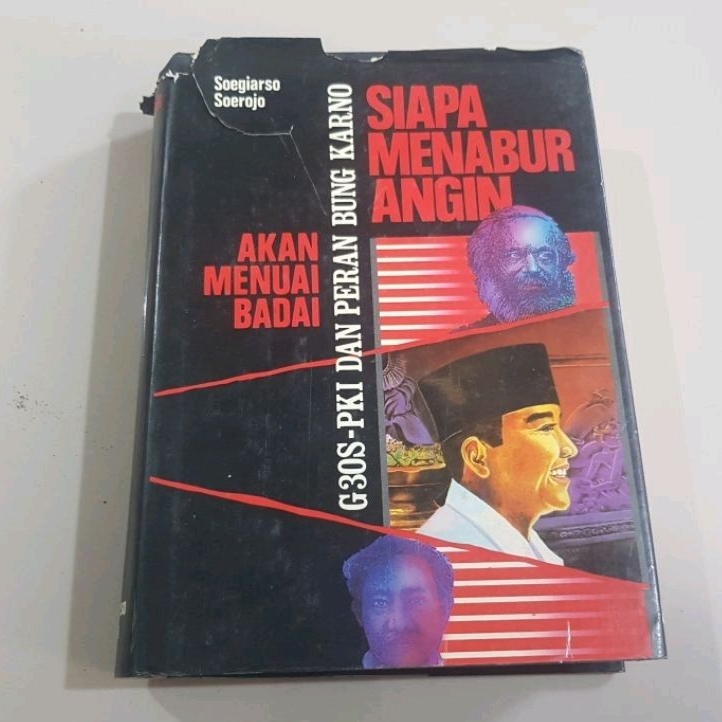 Soegiarso
Soerojo
SIAPA
MENABUR
ANGIN
AKAN
MENUAI
BADAI
G30S-PKI DAN PERAN BUNG KARNO